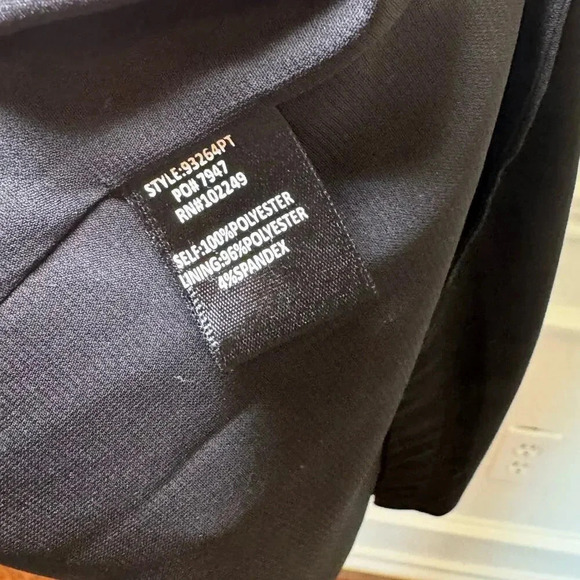 STYLE:93264PT
PO# 7947
RN#102249
SELF:100%POLYESTER
LINING:96%POLYESTER
4%SPANDEX